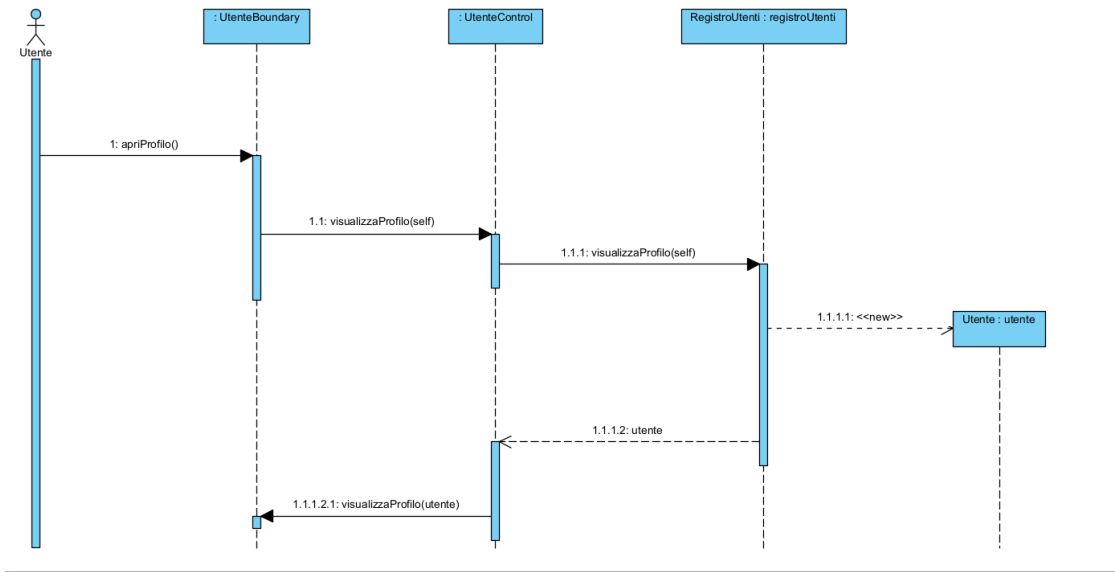 : UtenteBoundary
: UtenteControl
RegistroUtenti : registroUtenti
Utente
1: apriProfilo()
1.1: visualizzaProfilo(self)
1.1.1: visualizzaProfilo(self)
1.1.1.1: <<new>>
Utente : utente
1.1.1.2: utente
1.1.1.2.1: visualizzaProfilo(utente)